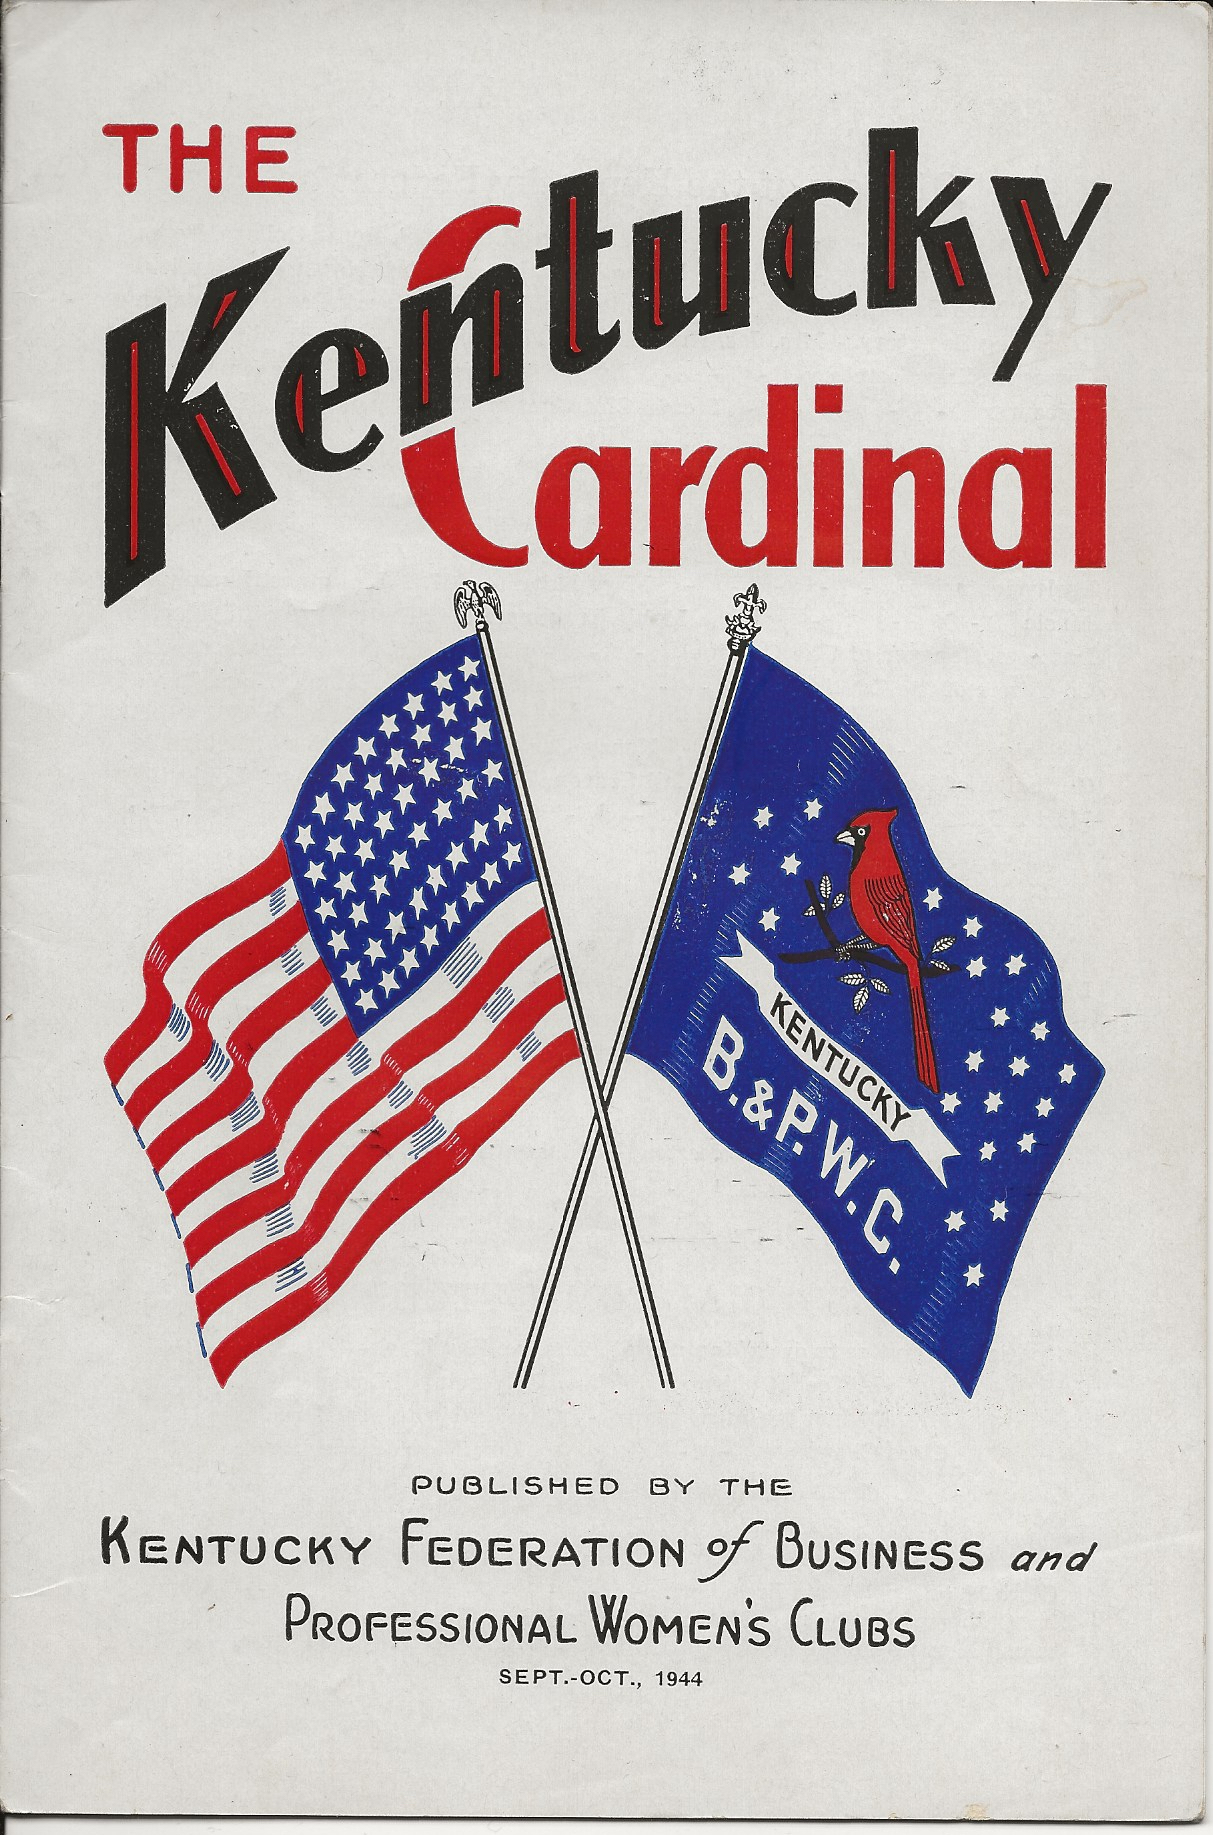 THE
Kentucky
Cardinal
KENTUCKY
B.&P.W.C.
PUBLISHED BY THE
KENTUCKY FEDERATION of BUSINESS and
PROFESSIONAL WOMEN'S CLUBS
SEPT.-OCT., 1944